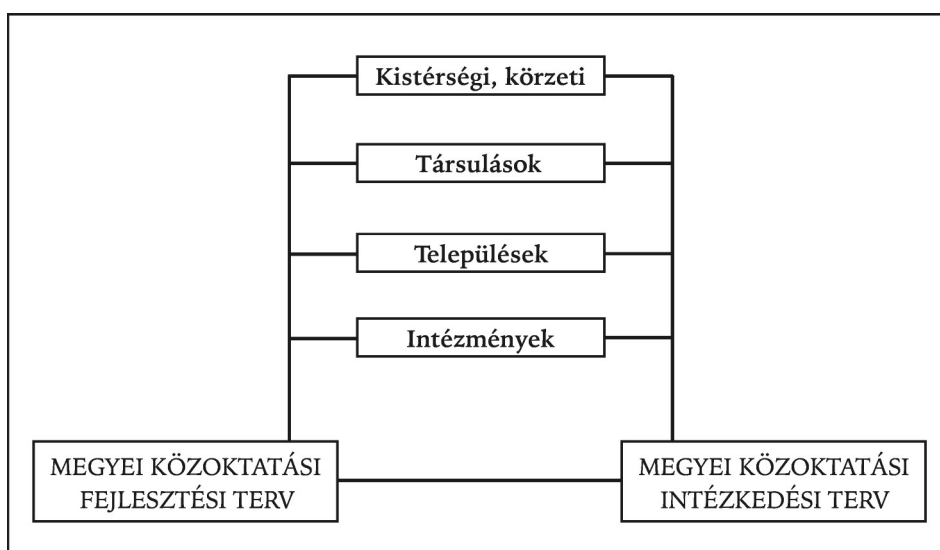 Kistérségi, körzeti
Társulások
Települések
Intézmények
MEGYEI KÖZOKTATÁSI
FEJLESZTÉSI TERV
MEGYEI KÖZOKTATÁSI
INTÉZKEDÉSI TERV